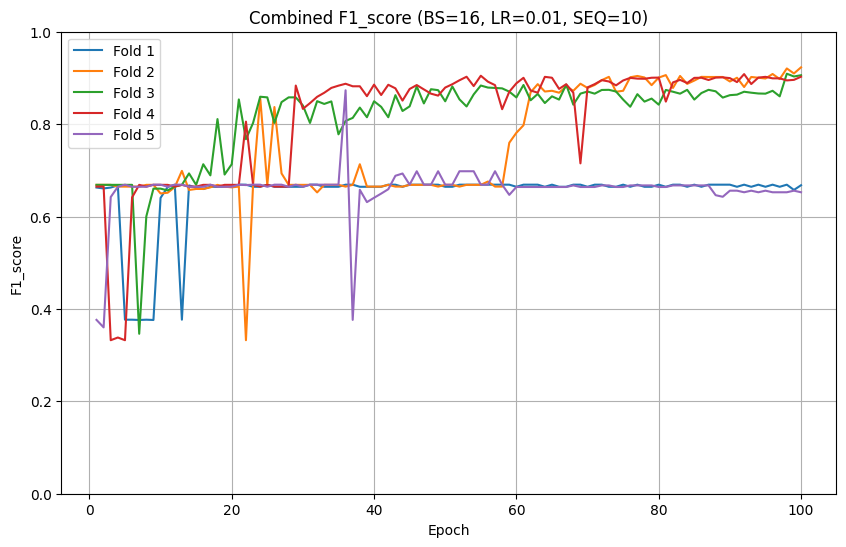 Combined F1_score (BS=16, LR=0.01, SEQ=10)
Fold 1
Fold 2
Fold 3
Fold 4
Fold 5
F1_score
1.0
0.8
0.6
0.4
0.2
0.0
0 20 40 60 80 100
Epoch